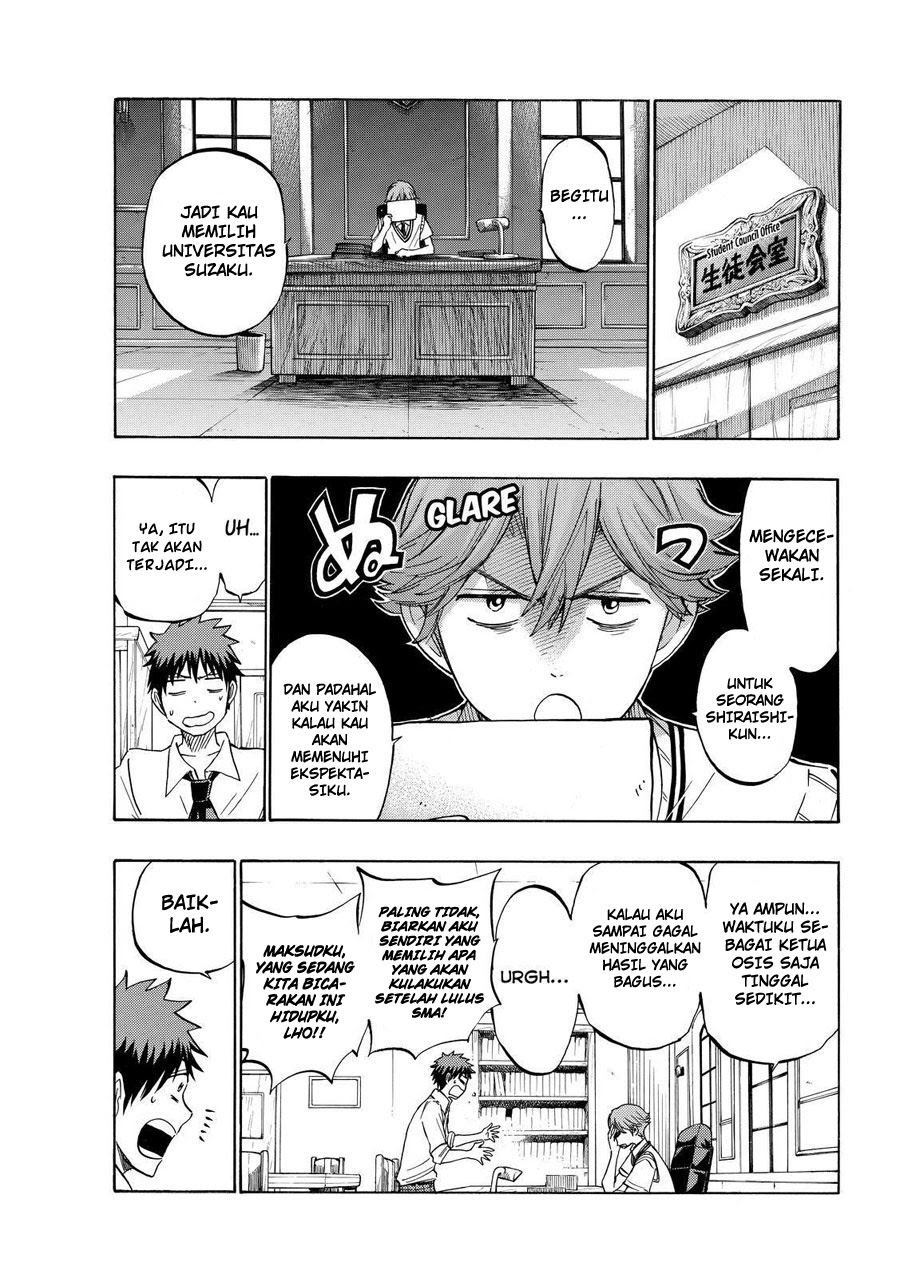 Student Council Office
生徒会室
BEGITU
...
JADI KAU
MEMILIH
UNIVERSITAS
SUZAKU.
MENGECE-
WAKAN
SEKALI.
UNTUK
SEORANG
SHIRAISHI-
KUN...
GLARE
ぬっ
DAN PADAHAL
AKU YAKIN
KALAU KAU
AKAN
MEMENUHI
EKSPEKTA-
SIKU.
UH...
YA, ITU
TAK AKAN
TERJADI...
YA AMPUN...
WAKTUKU SE-
BAGAI KETUA
OSIS SAJA
TINGGAL
SEDIKIT...
KALAU AKU
SAMPAI GAGAL
MENINGGALKAN
HASIL YANG
BAGUS...
URGH...
PALING TIDAK,
BIARKAN AKU
SENDIRI YANG
MEMILIH APA
YANG AKAN
KULAKUKAN
SETELAH LULUS
SMA!
MAKSUDKU,
YANG SEDANG
KITA BICA-
RAKAN INI
HIDUPKU,
LHO!!
BAIK-
LAH.